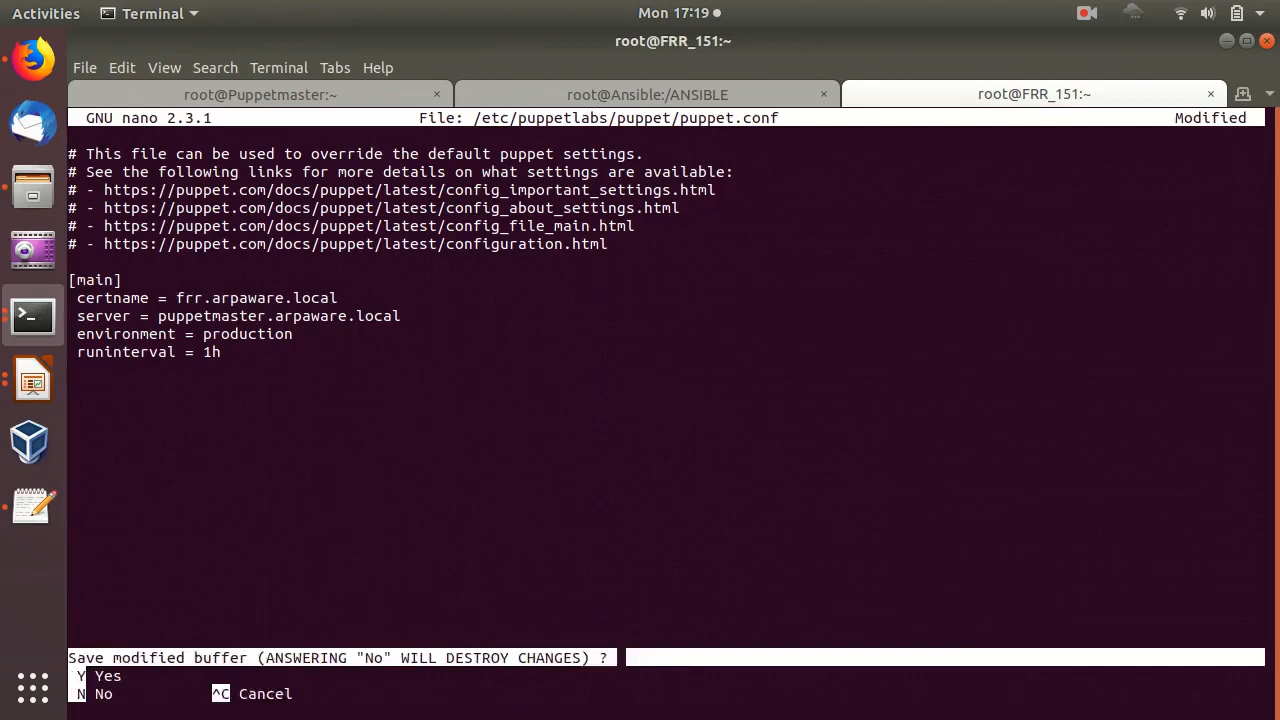 Activities Terminal Mon 17:19
root@FRR_151:~
File Edit View Search Terminal Tabs Help
root@Puppetmaster:~ × root@Ansible:/ANSIBLE × root@FRR_151:~ ×
GNU nano 2.3.1 File: /etc/puppetlabs/puppet/puppet.conf Modified
# This file can be used to override the default puppet settings.
# See the following links for more details on what settings are available:
# - https://puppet.com/docs/puppet/latest/config_important_settings.html
# - https://puppet.com/docs/puppet/latest/config_about_settings.html
# - https://puppet.com/docs/puppet/latest/config_file_main.html
# - https://puppet.com/docs/puppet/latest/configuration.html
[main]
certname = frr.arpaware.local
server = puppetmaster.arpaware.local
environment = production
runinterval = 1h
Save modified buffer (ANSWERING "No" WILL DESTROY CHANGES) ?
Y Yes
N No ^C Cancel